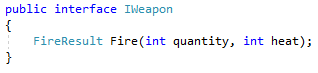 public interface IWeapon
{
    FireResult Fire(int quantity, int heat);
}